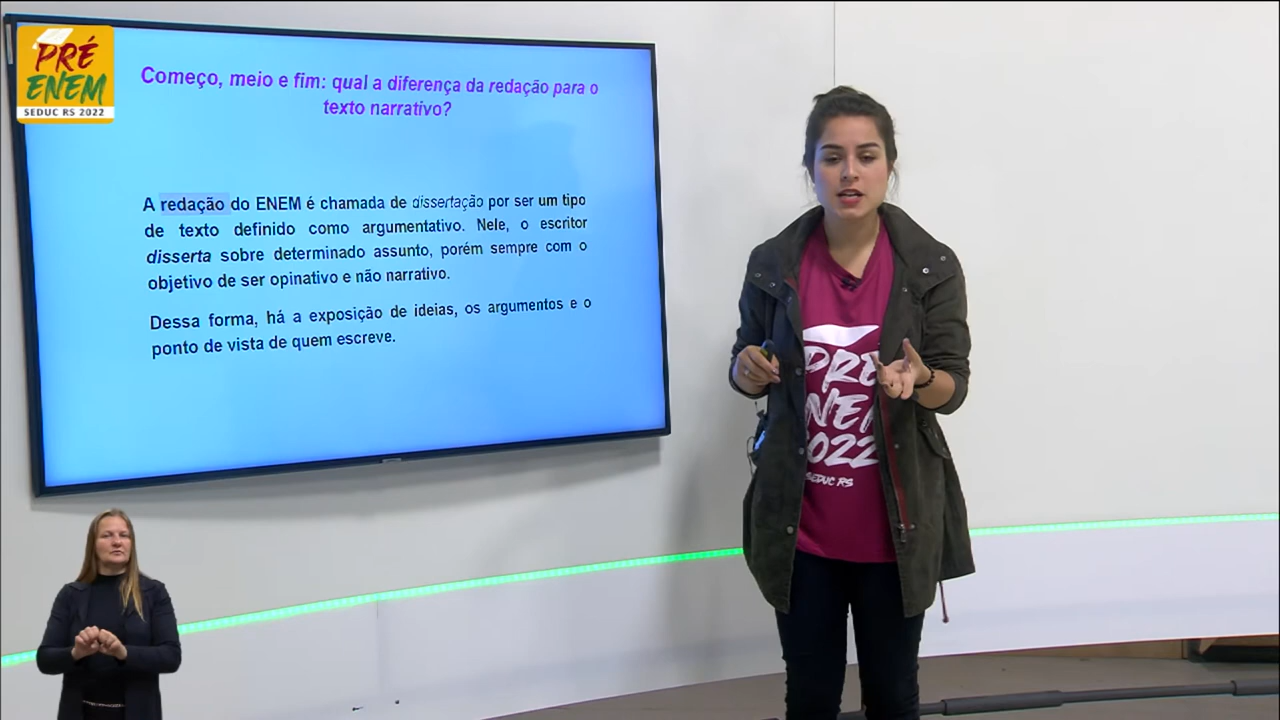 PRÉ
ENEM
SEDUC RS 2022
Começo, meio e fim: qual a diferença da redação para o
texto narrativo?
A redação do ENEM é chamada de dissertação por ser um tipo
de texto definido como argumentativo. Nele, o escritor
disserta sobre determinado assunto, porém sempre com o
objetivo de ser opinativo e não narrativo.
Dessa forma, há a exposição de ideias, os argumentos e o
ponto de vista de quem escreve.
PRÉ
ENEM
2022
SEDUC RS